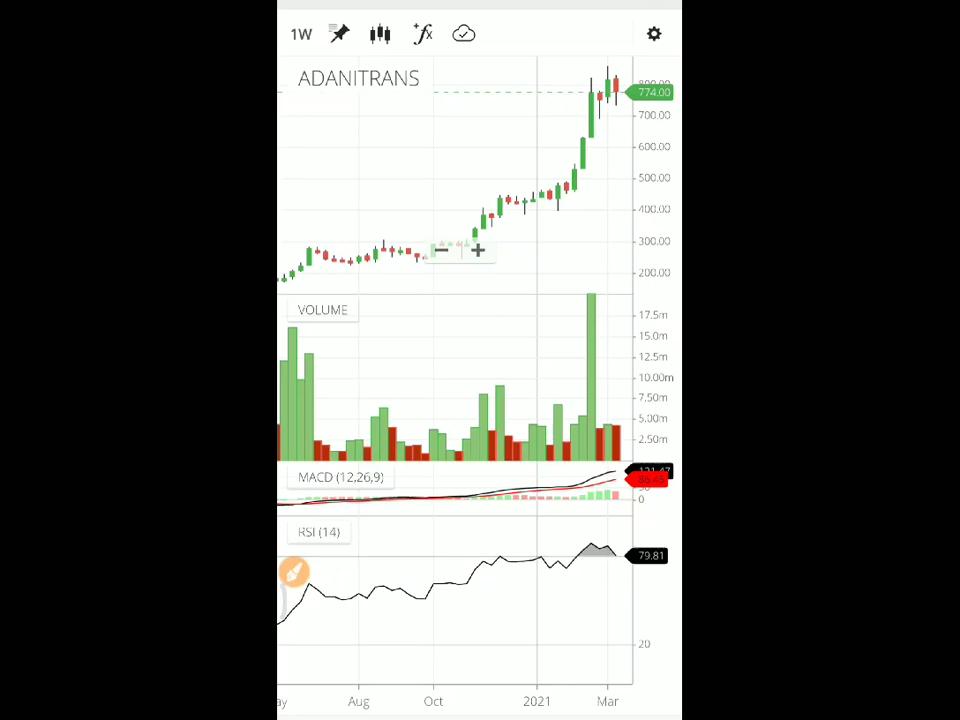 1W
ADANITRANS
774.00
700.00
600.00
500.00
400.00
300.00
200.00
VOLUME
17.5m
15.0m
12.5m
10.00m
7.50m
5.00m
2.50m
MACD (12,26,9)
0
RSI (14)
79.81
20
Aug
Oct
2021
Mar